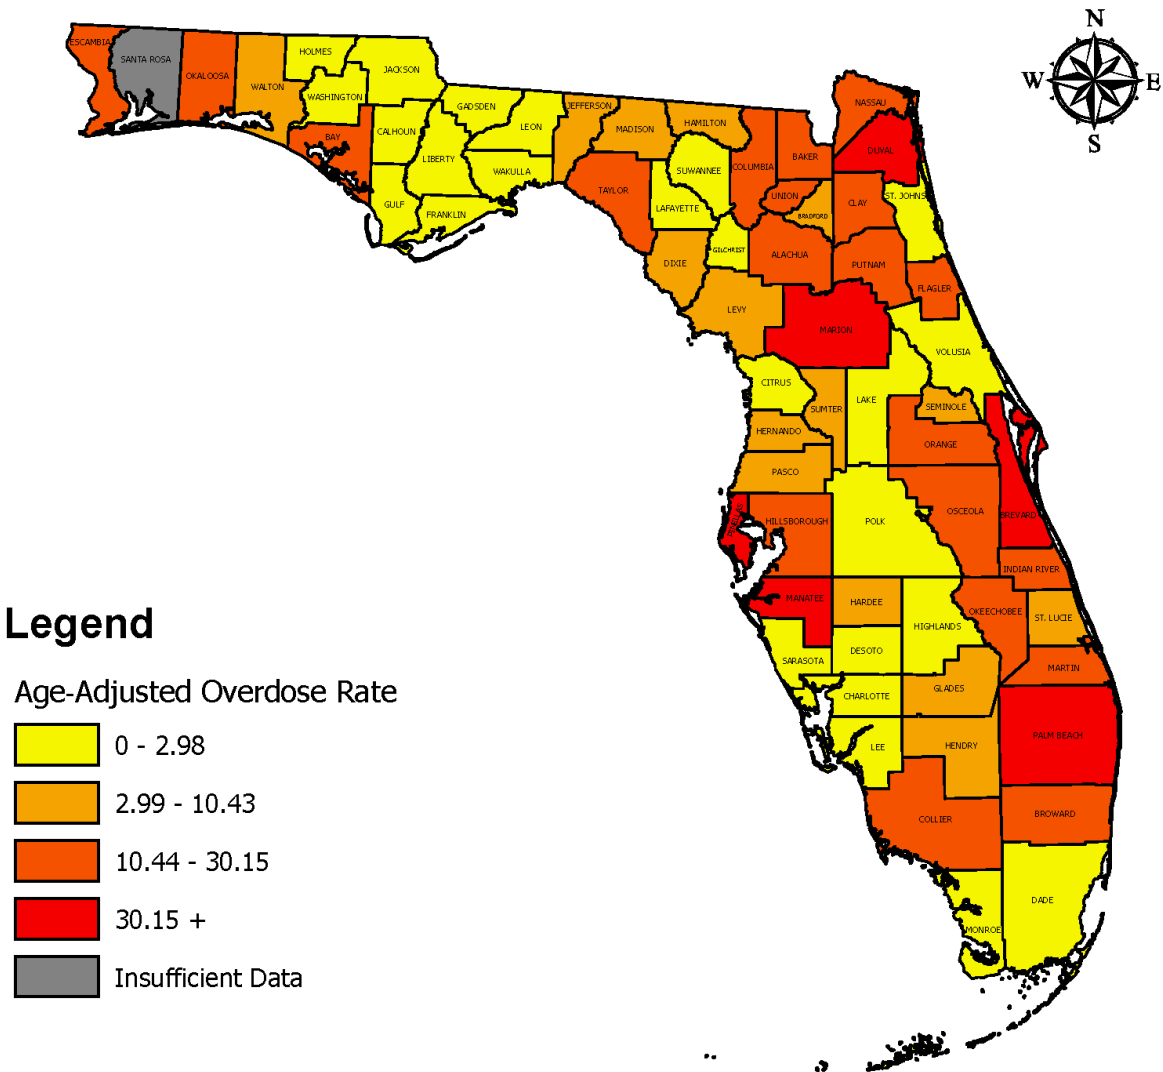 N
W E
S
ESCAMBIA
SANTA ROSA
OKALOOSA
WALTON
HOLMES
WASHINGTON
JACKSON
BAY
CALHOUN
GULF
LIBERTY
FRANKLIN
GADSDEN
LEON
WAKULLA
JEFFERSON
MADISON
TAYLOR
HAMILTON
SUWANNEE
LAFAYETTE
DIXIE
COLUMBIA
GILCHRIST
LEVY
BAKER
UNION
BRADFORD
ALACHUA
NASSAU
DUVAL
CLAY
ST. JOHNS
PUTNAM
FLAGLER
MARION
VOLUSIA
CITRUS
SUMTER
LAKE
SEMINOLE
HERNANDO
ORANGE
PASCO
PINELLAS
HILLSBOROUGH
POLK
OSCEOLA
BREVARD
INDIAN RIVER
MANATEE
HARDEE
HIGHLANDS
OKEECHOBEE
ST. LUCIE
SARASOTA
DESOTO
MARTIN
CHARLOTTE
GLADES
LEE
HENDRY
PALM BEACH
COLLIER
BROWARD
MONROE
DADE
Legend
Age-Adjusted Overdose Rate
0 - 2.98
2.99 - 10.43
10.44 - 30.15
30.15 +
Insufficient Data